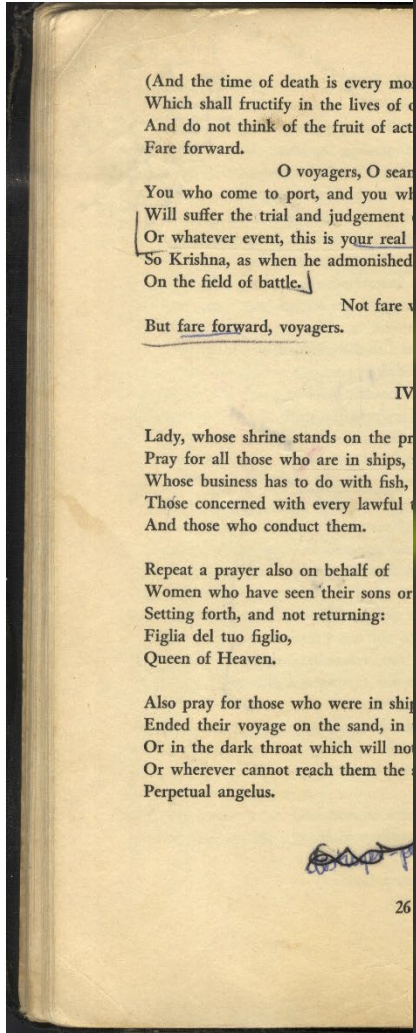 (And the time of death is every
Which shall fructify in the lives of
And do not think of the fruit of
Fare forward.
O voyagers, O
You who come to port, and you
Will suffer the trial and judgement
Or whatever event, this is your real
So Krishna, as when he admonished
On the field of battle.
Not fare
But fare forward, voyagers.
IV
Lady, whose shrine stands on the
Pray for all those who are in ships,
Whose business has to do with fish,
Those concerned with every lawful
And those who conduct them.
Repeat a prayer also on behalf of
Women who have seen their sons or
Setting forth, and not returning:
Figlia del tuo figlio,
Queen of Heaven.
Also pray for those who were in
Ended their voyage on the sand, in
Or in the dark throat which will
Or wherever cannot reach them the
Perpetual angelus.
26